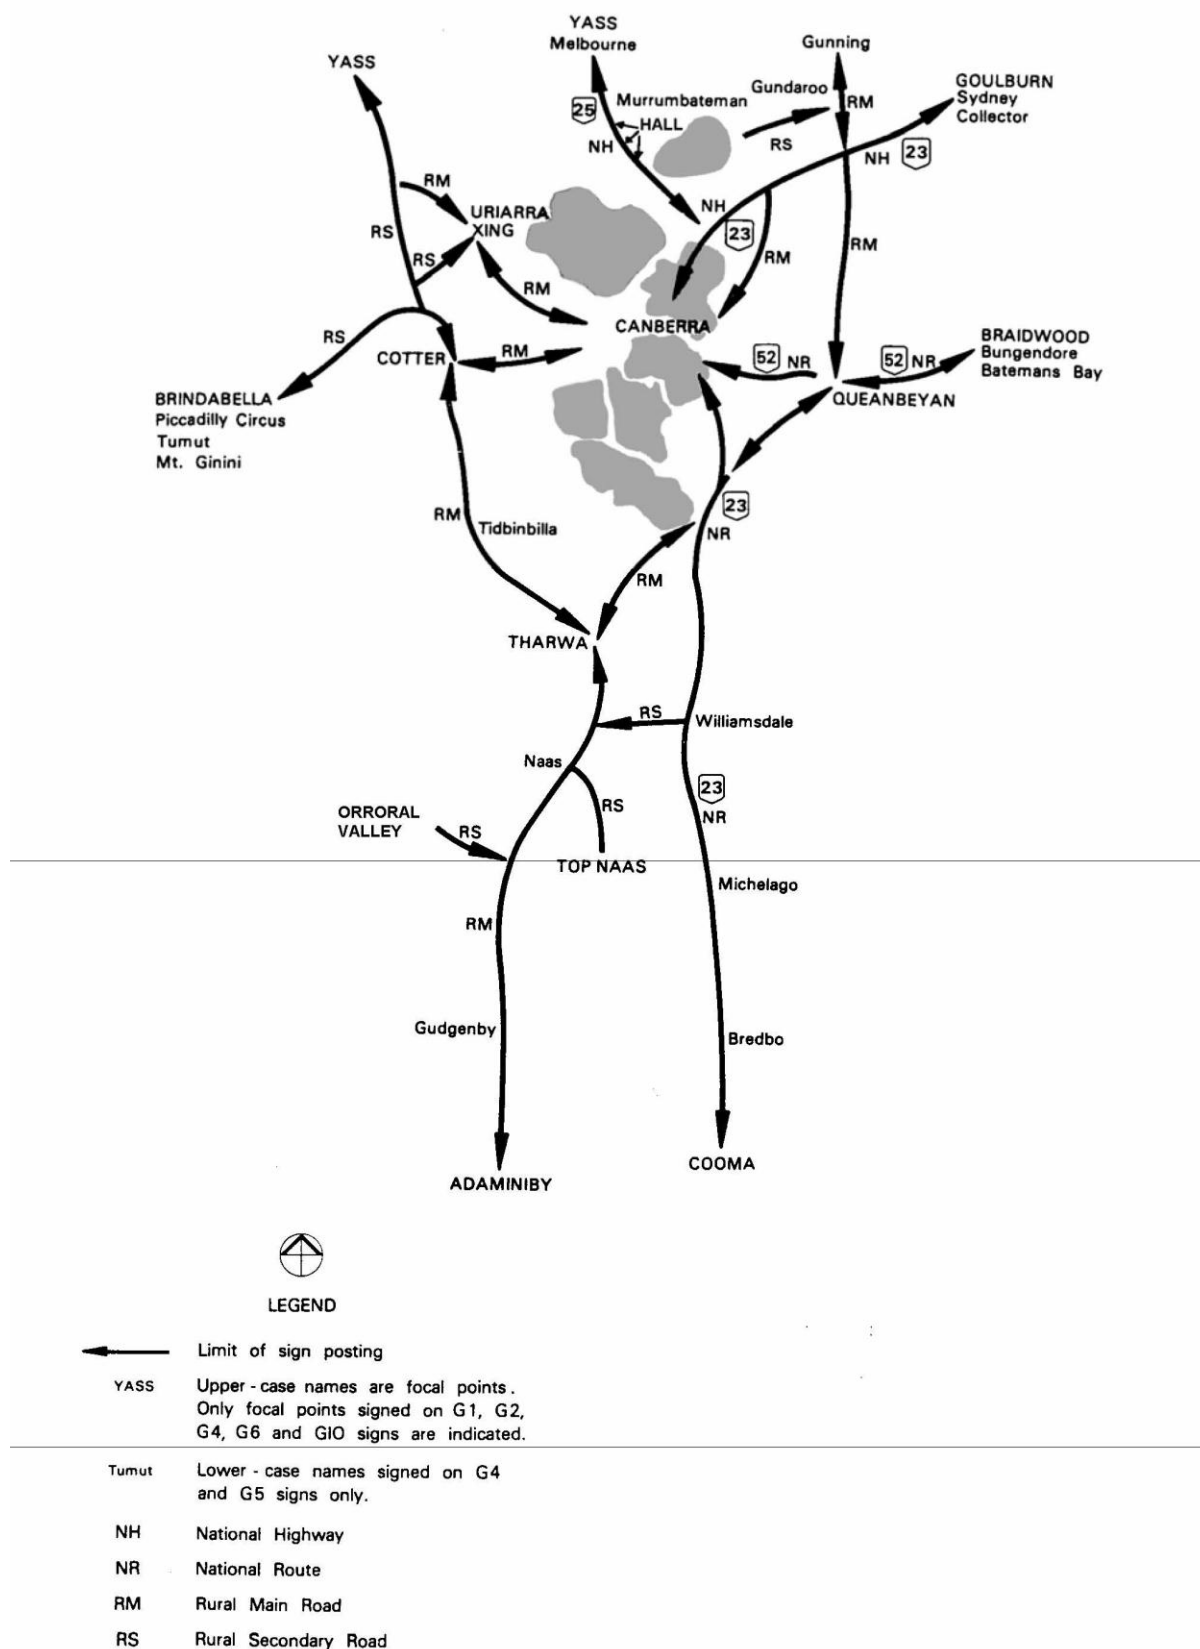 YASS
Melbourne
Gunning
YASS
GOULBURN
Sydney
Collector
Gundaroo
Murrumbateman
RM
25
HALL
NH
RS
NH
23
RM
URIARRA
XING
NH
23
RS
RS
RM
RM
RM
CANBERRA
RS
COTTER
RM
52
NR
52
NR
BRAIDWOOD
Bungendore
Batemans Bay
QUEANBEYAN
BRINDABELLA
Piccadilly Circus
Tumut
Mt. Ginini
23
NR
RM
Tidbinbilla
RM
THARWA
RS
Williamsdale
Naas
23
NR
RS
ORRORAL
VALLEY
RS
TOP NAAS
Michelago
RM
Gudgenby
Bredbo
COOMA
ADAMINIBY
LEGEND
Limit of sign posting
YASS
Upper - case names are focal points.
Only focal points signed on G1, G2,
G4, G6 and GIO signs are indicated.
Tumut
Lower - case names signed on G4
and G5 signs only.
NH
National Highway
NR
National Route
RM
Rural Main Road
RS
Rural Secondary Road